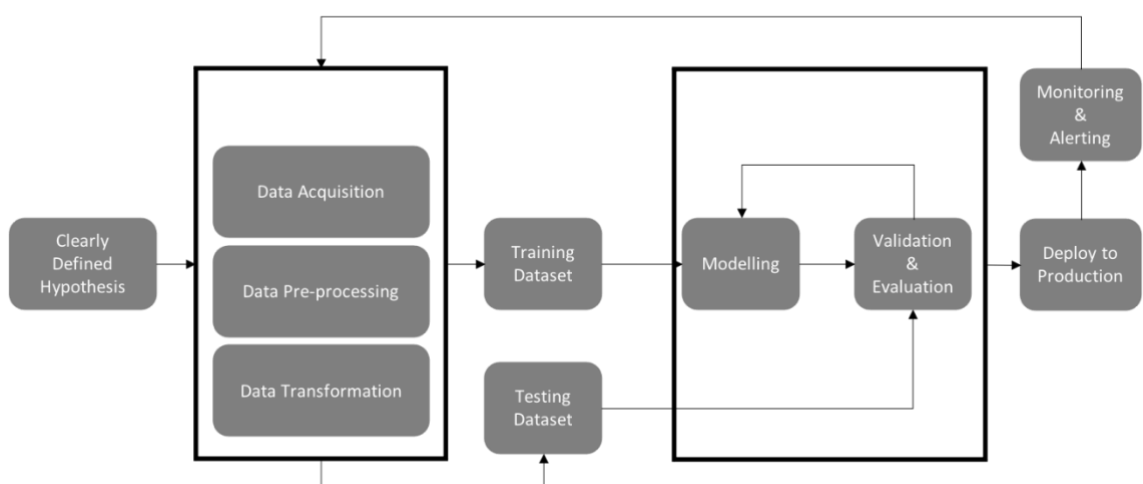 Clearly
Defined
Hypothesis
Data Acquisition
Data Pre-processing
Data Transformation
Training
Dataset
Testing
Dataset
Modelling
Validation
&
Evaluation
Deploy to
Production
Monitoring
&
Alerting